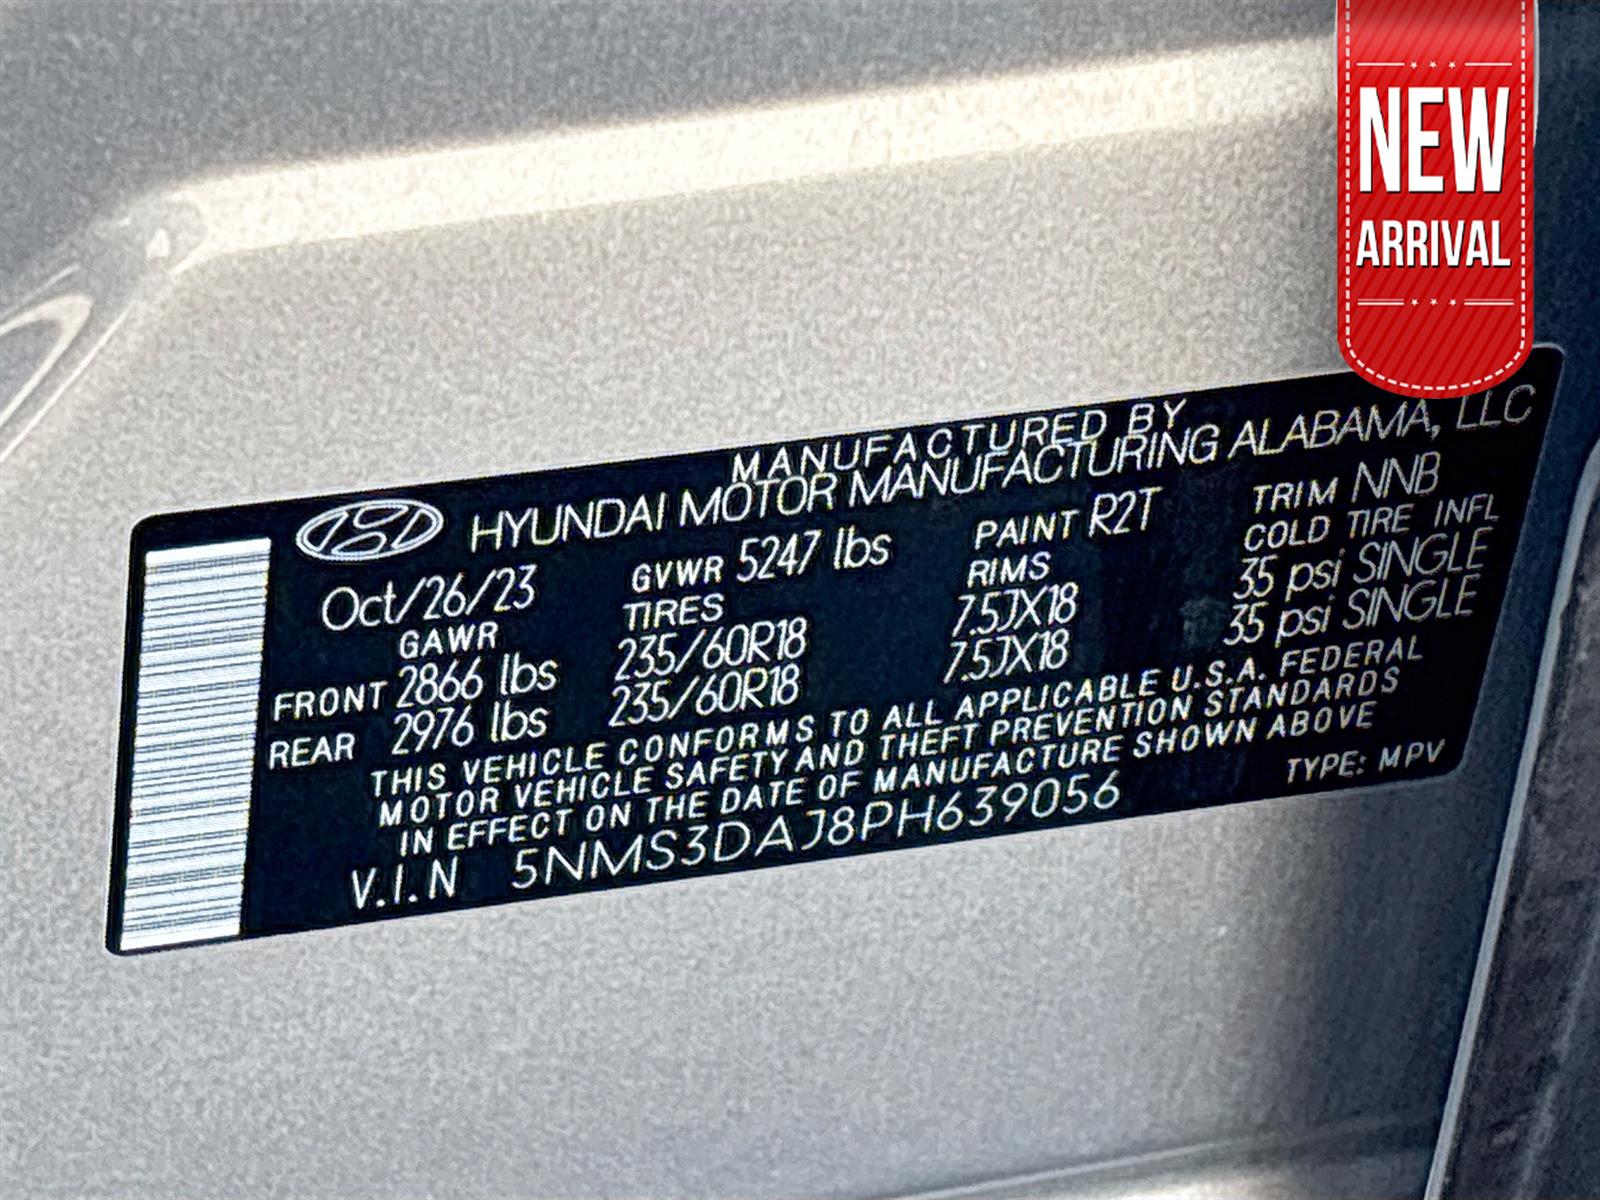 NEW
ARRIVAL
MANUFACTURED BY
HYUNDAI MOTOR MANUFACTURING ALABAMA, LLC
Oct/26/23 GVWR 5247 lbs PAINT R2T TRIM NNB
GAWR TIRES RIMS COLD TIRE INFL
FRONT 2866 lbs 235/60R18 7.5JX18 35 psi SINGLE
REAR 2976 lbs 235/60R18 7.5JX18 35 psi SINGLE
THIS VEHICLE CONFORMS TO ALL APPLICABLE U.S.A. FEDERAL
MOTOR VEHICLE SAFETY AND THEFT PREVENTION STANDARDS
IN EFFECT ON THE DATE OF MANUFACTURE SHOWN ABOVE
V.I.N 5NMS3DAJ8PH639056 TYPE: MPV